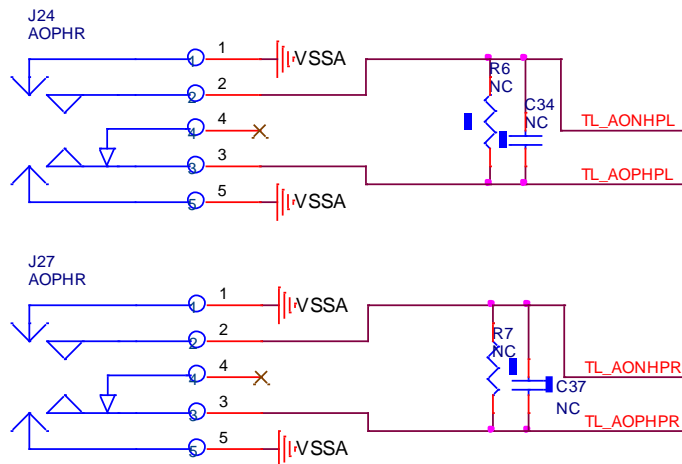 J24
AOPHR
1
1
VSSA
2
2
R6
NC
C34
NC
4
4
TL_AONHPL
3
3
TL_AOPHPL
5
5
VSSA
J27
AOPHR
1
1
VSSA
2
2
R7
NC
4
4
TL_AONHPR
C37
NC
3
3
TL_AOPHPR
5
5
VSSA